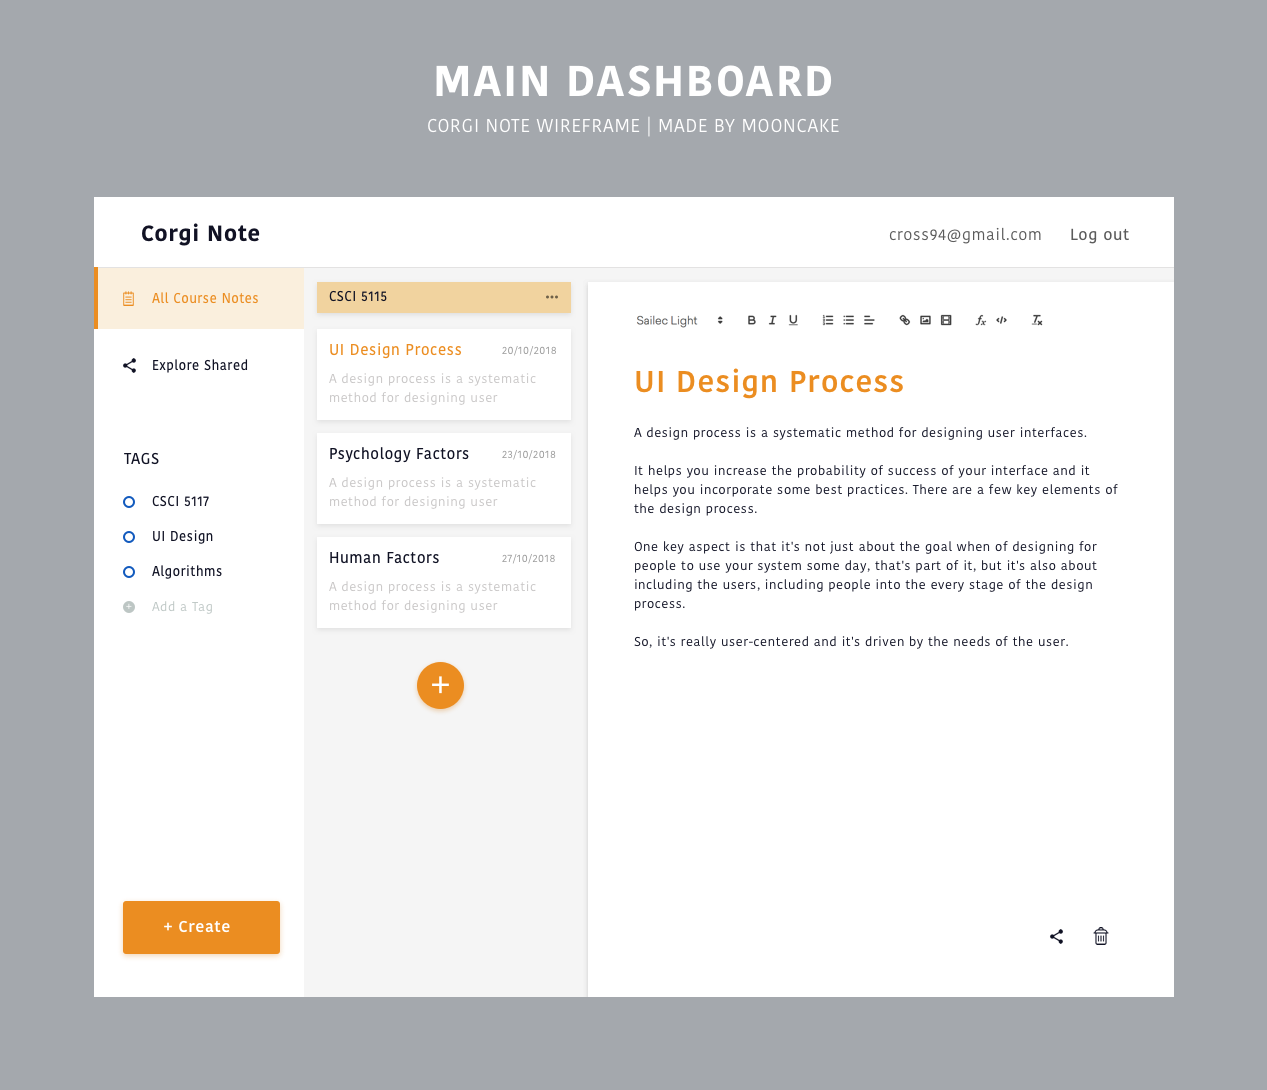 MAIN DASHBOARD
CORGI NOTE WIREFRAME | MADE BY MOONCAKE
Corgi Note
cross94@gmail.com
Log out
All Course Notes
Explore Shared
TAGS
CSCI 5117
UI Design
Algorithms
Add a Tag
+ Create
CSCI 5115
UI Design Process
20/10/2018
A design process is a systematic
method for designing user
Psychology Factors
23/10/2018
A design process is a systematic
method for designing user
Human Factors
27/10/2018
A design process is a systematic
method for designing user
Sailec Light
UI Design Process
A design process is a systematic method for designing user interfaces.
It helps you increase the probability of success of your interface and it
helps you incorporate some best practices. There are a few key elements of
the design process.
One key aspect is that it's not just about the goal when of designing for
people to use your system some day, that's part of it, but it's also about
including the users, including people into the every stage of the design
process.
So, it's really user-centered and it's driven by the needs of the user.